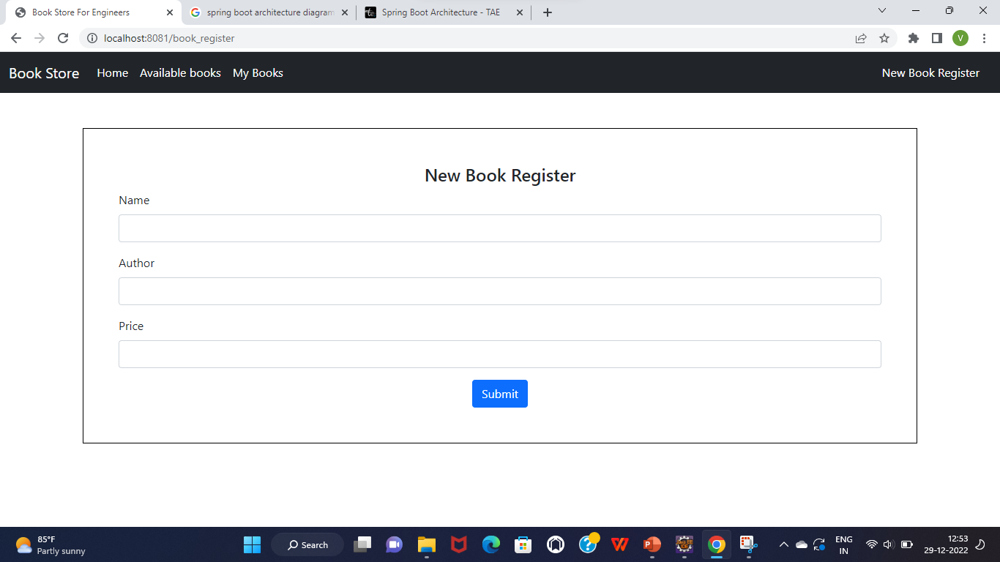 Book Store For Engineers
spring boot architecture diagram
Spring Boot Architecture - TAE
localhost:8081/book_register
V
Book Store Home Available books My Books New Book Register
New Book Register
Name
Author
Price
Submit
85°F
Partly sunny
Search
ENG
IN
12:53
29-12-2022